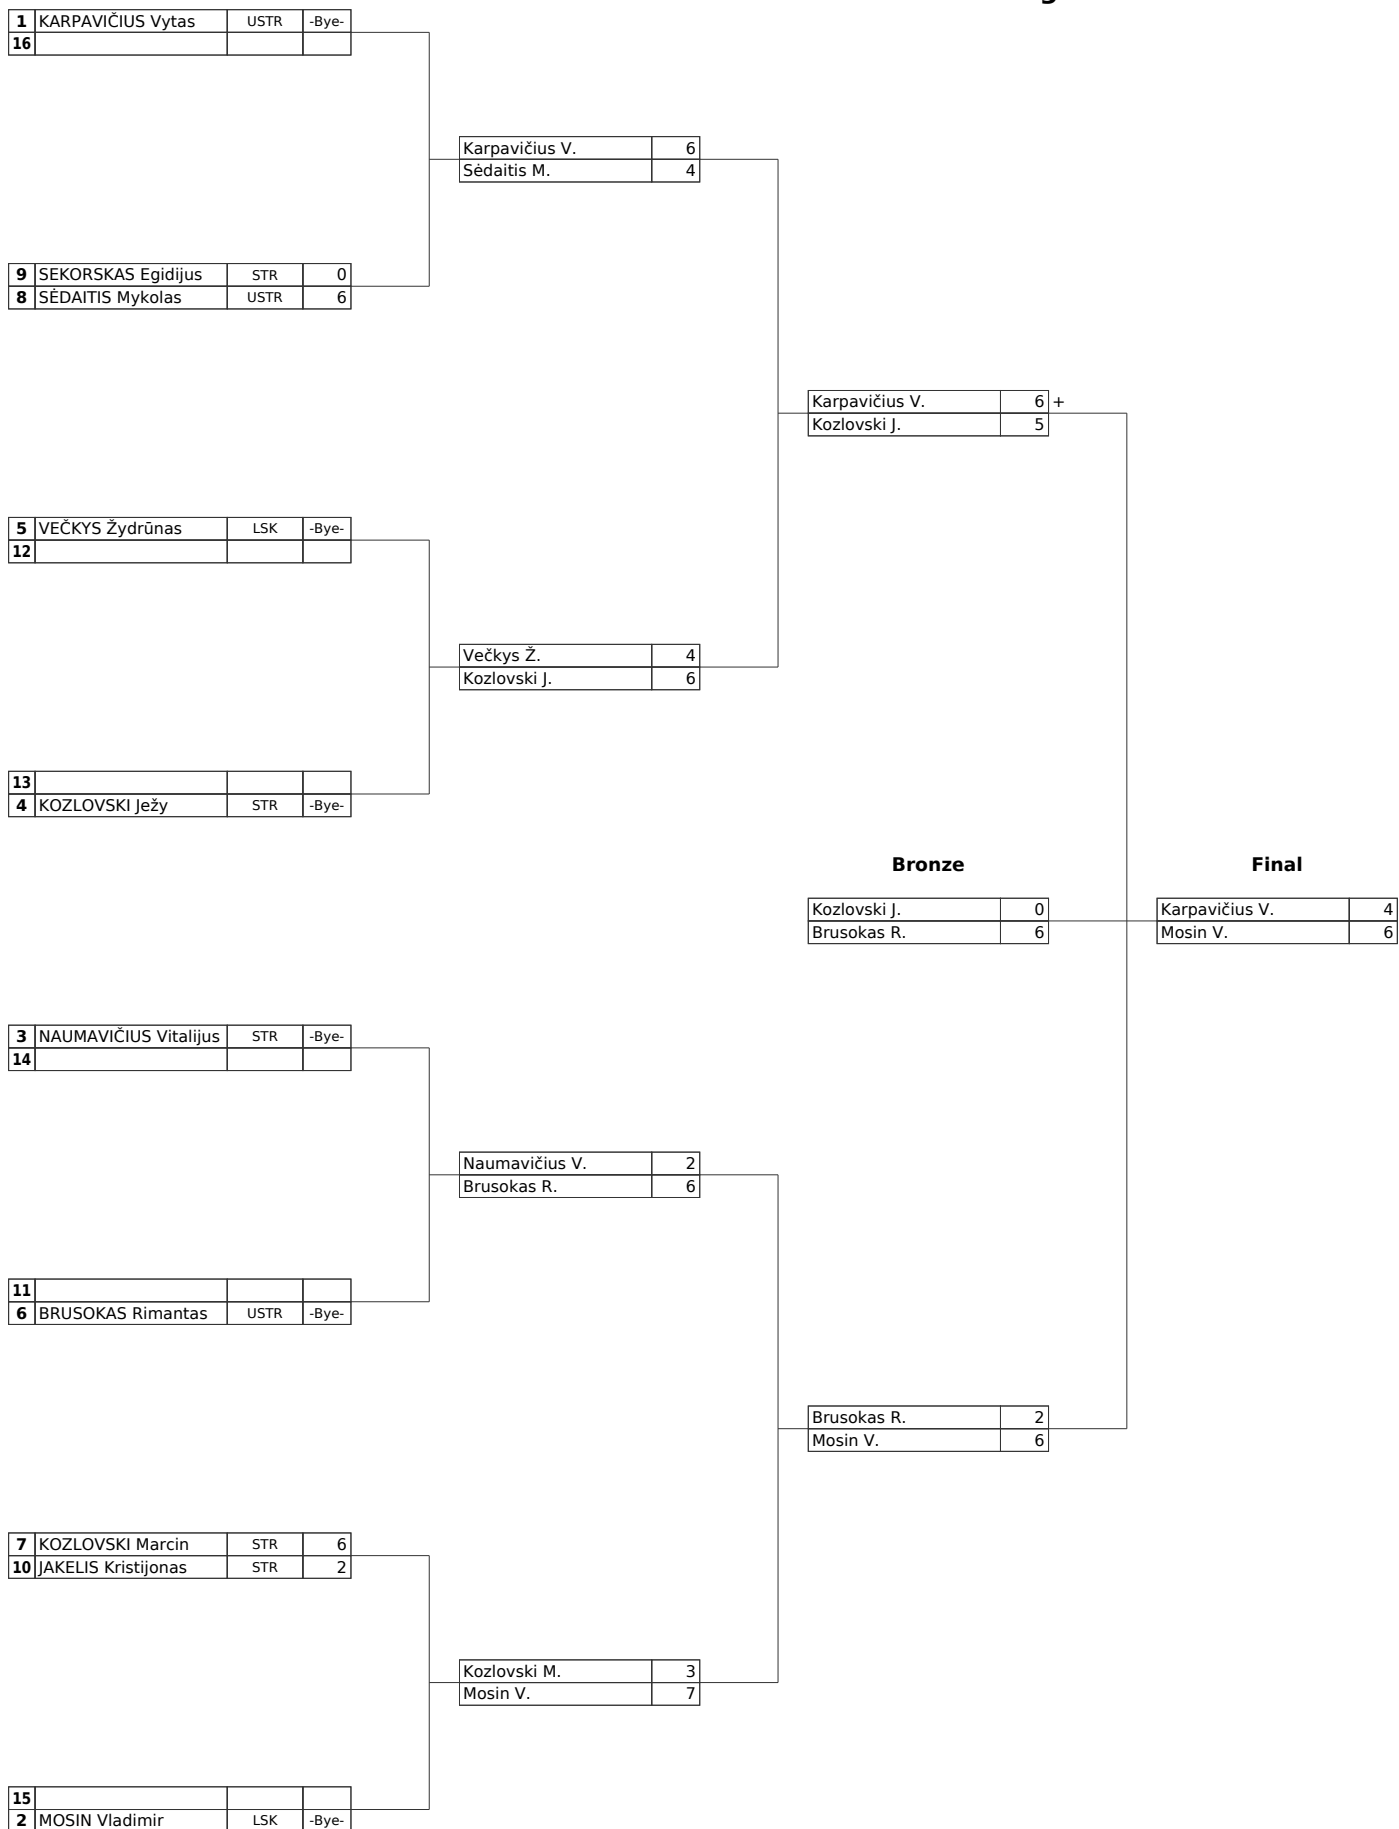 1 KARPAVIČIUS Vytas USTR -Bye-
16
Karpavičius V. 6
Sėdaitis M. 4
9 SEKORSKAS Egidijus STR 0
8 SĖDAITIS Mykolas USTR 6
Karpavičius V. 6 +
Kozlovski J. 5
5 VEČKYS Žydrūnas LSK -Bye-
12
Večkys Ž. 4
Kozlovski J. 6
13
4 KOZLOVSKI Ježy STR -Bye-
Bronze Final
Kozlovski J. 0 Karpavičius V. 4
Brusokas R. 6 Mosin V. 6
3 NAUMAVIČIUS Vitalijus STR -Bye-
14
Naumavičius V. 2
Brusokas R. 6
11
6 BRUSOKAS Rimantas USTR -Bye-
Brusokas R. 2
Mosin V. 6
7 KOZLOVSKI Marcin STR 6
10 JAKELIS Kristijonas STR 2
Kozlovski M. 3
Mosin V. 7
15
2 MOSIN Vladimir LSK -Bye-